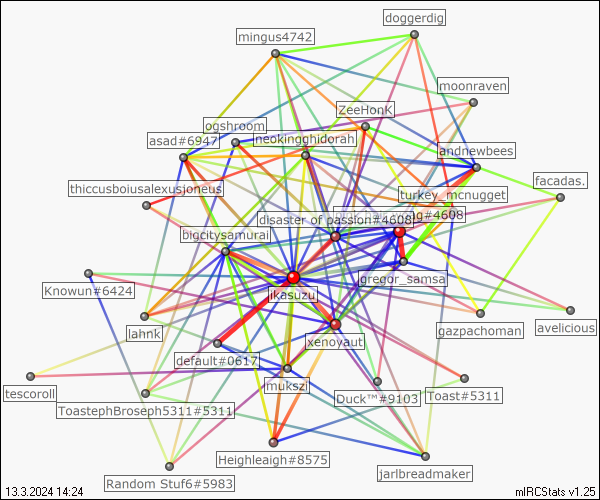 doggerdig
mingus4742
moonraven
ZeeHonK
ogshroom
neokingghidorah
asad#6947
andnewbees
thiccusboiusalexusjoneus
turkey_mcnugget
facadas.
disaster of passion#4608
#4608
bigcitysamurai
gregor_samsa
Knowun#6424
jikasuzu
lahnk
gazpachoman
avelicious
xenoyaut
default#0617
tescoroll
mukszi
Duck™#9103
Toast#5311
ToastephBroseph5311#5311
Heighleaigh#8575
jarlbreadmaker
Random Stuf6#5983
13.3.2024 14:24
mIRCStats v1.25